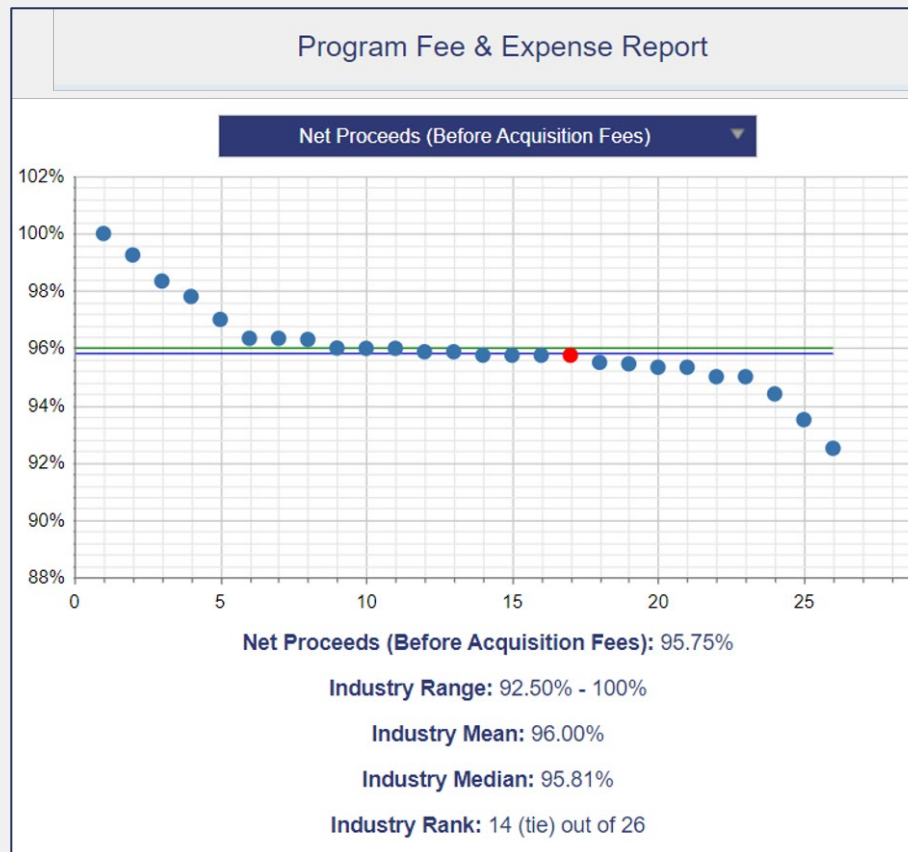 Program Fee & Expense Report
Net Proceeds (Before Acquisition Fees)
102%
100%
98%
96%
94%
92%
90%
88%
0 5 10 15 20 25
Net Proceeds (Before Acquisition Fees): 95.75%
Industry Range: 92.50% - 100%
Industry Mean: 96.00%
Industry Median: 95.81%
Industry Rank: 14 (tie) out of 26